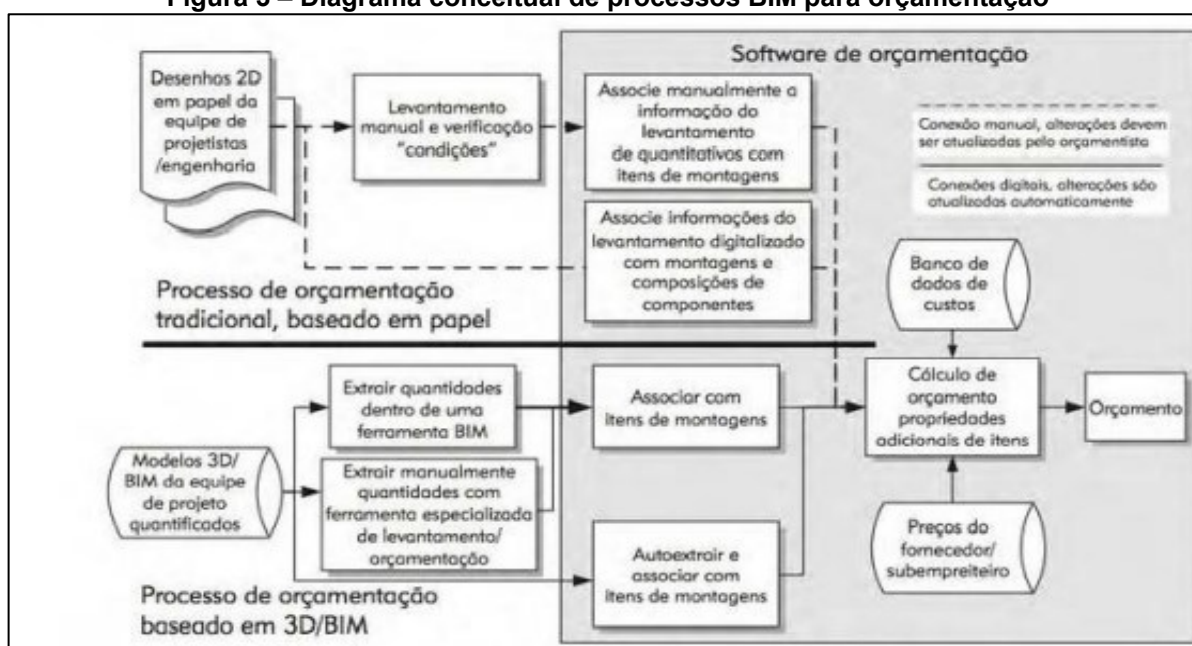 Figura 3 – Diagrama conceitual de processos BIM para orçamentação
Desenhos 2D
em papel da
equipe de
projetistas
/engenharia
Levantamento
manual e verificação
"condições"
Software de orçamentação
Associe manualmente a
informação do
levantamento
de quantitativos com
itens de montagens
Conexão manual, alterações devem
ser atualizadas pelo orçamentista
Conexões digitais, alterações são
atualizadas automaticamente
Associe informações do
levantamento digitalizado
com montagens e
composições de
componentes
Banco de
dados de
custos
Processo de orçamentação
tradicional, baseado em papel
Extrair quantidades
dentro de uma
ferramenta BIM
Associar com
itens de montagens
Cálculo de
orçamento
propriedades
adicionais de itens
Orçamento
Modelos 3D/
BIM da equipe
de projeto
quantificados
Extrair manualmente
quantidades com
ferramenta especializada
de levantamento/
orçamentação
Autoextrair e
associar com
itens de montagens
Preços do
fornecedor/
subempreiteiro
Processo de orçamentação
baseado em 3D/BIM